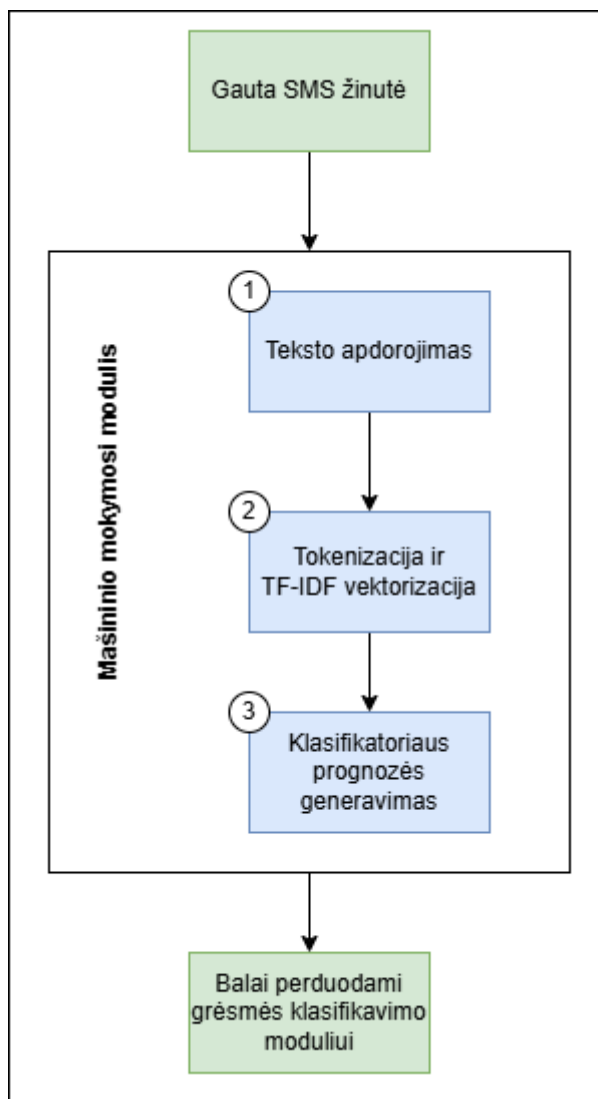 Gauta SMS žinutė
Mašininio mokymosi modulis
1
Teksto apdorojimas
2
Tokenizacija ir
TF-IDF vektorizacija
3
Klasifikatoriaus
prognozės
generavimas
Balai perduodami
grėsmės klasifikavimo
moduliui